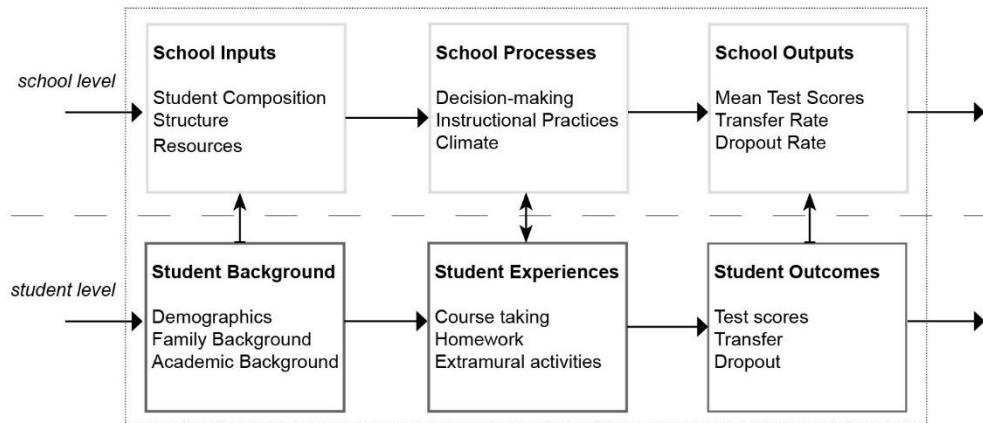 school level
School Inputs
Student Composition
Structure
Resources
School Processes
Decision-making
Instructional Practices
Climate
School Outputs
Mean Test Scores
Transfer Rate
Dropout Rate
student level
Student Background
Demographics
Family Background
Academic Background
Student Experiences
Course taking
Homework
Extramural activities
Student Outcomes
Test scores
Transfer
Dropout